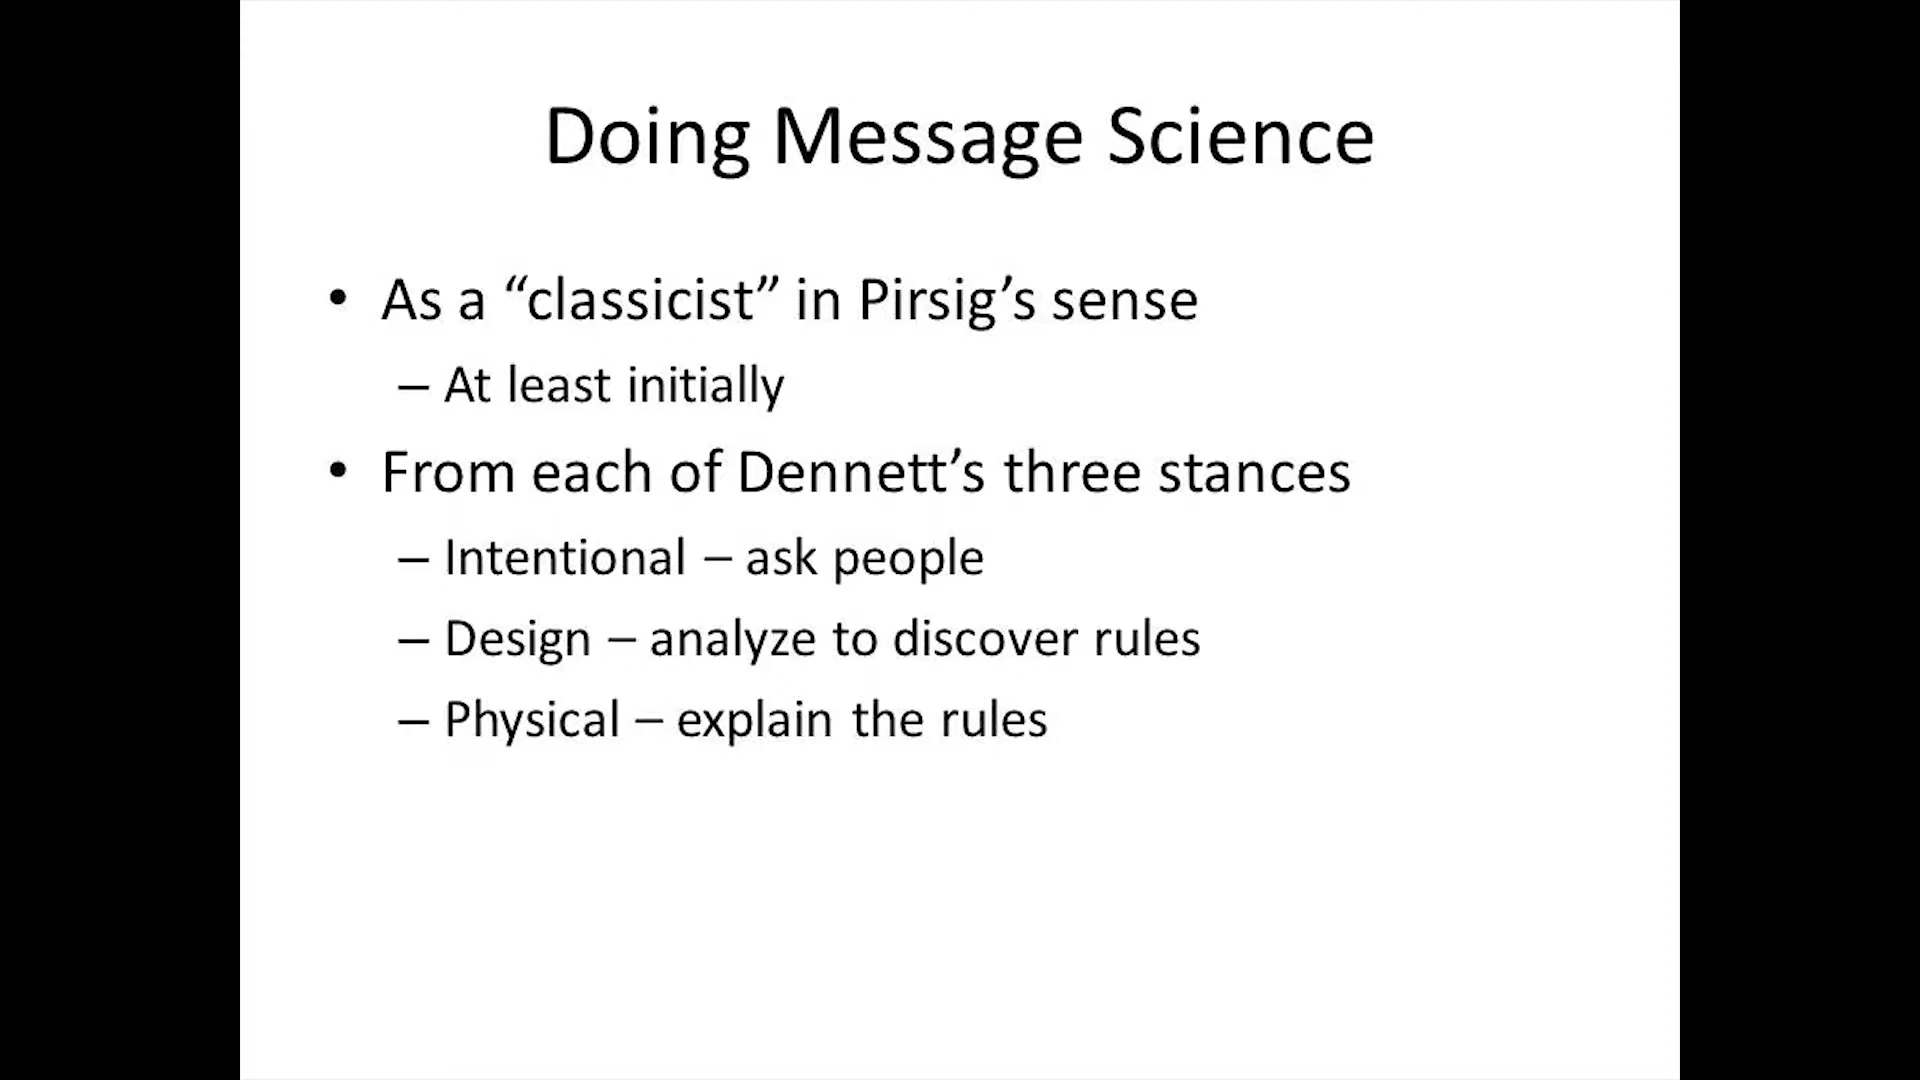 Doing Message Science
• As a “classicist” in Pirsig’s sense
– At least initially
• From each of Dennett’s three stances
– Intentional – ask people
– Design – analyze to discover rules
– Physical – explain the rules